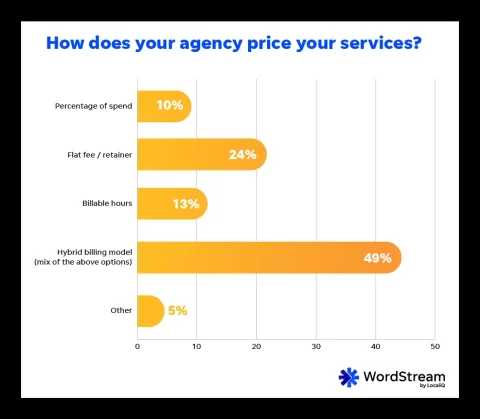 How does your agency price your services?
Percentage of spend
10%
Flat fee / retainer
24%
Billable hours
13%
Hybrid billing model
(mix of the above options)
49%
Other
5%
0 10 20 30 40 50
WordStream
by LocaliQ